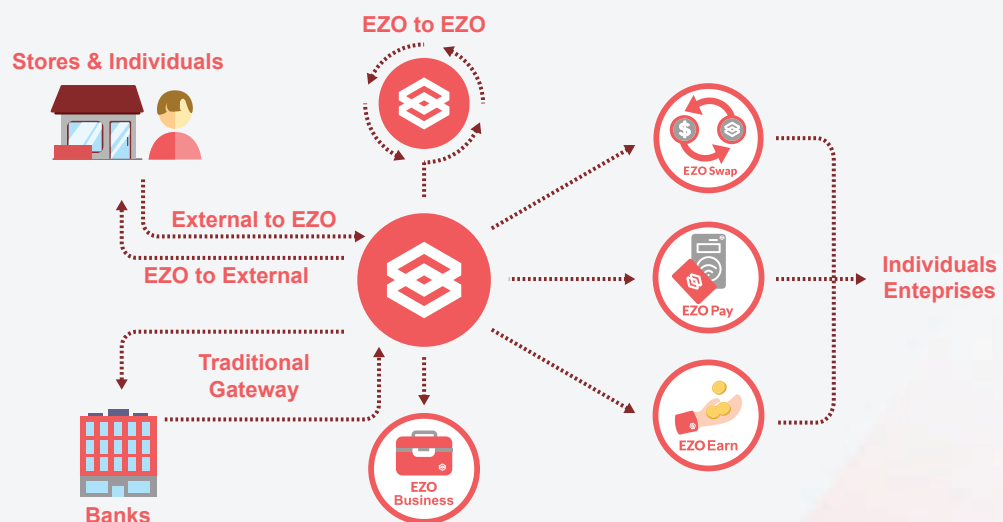 EZO to EZO
Stores & Individuals
EZO Swap
External to EZO
EZO to External
Individuals
Enteprises
EZO Pay
Traditional
Gateway
EZO Earn
EZO
Business
Banks